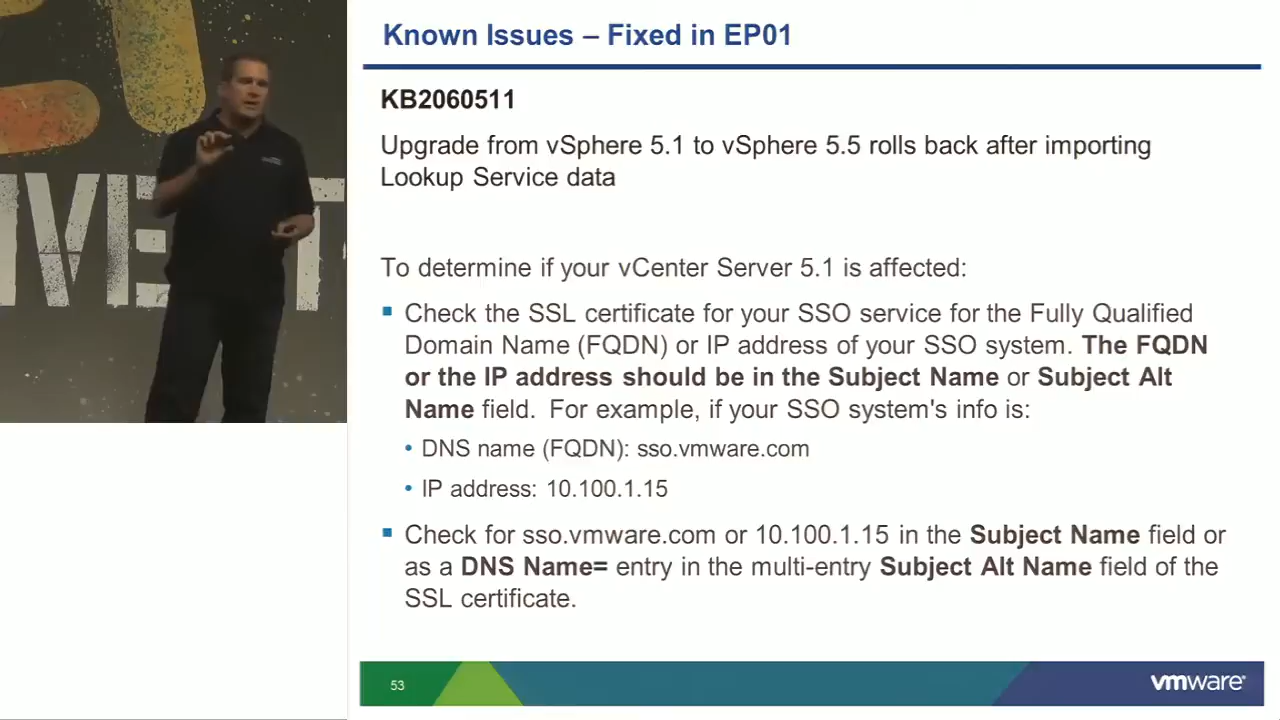 Known Issues – Fixed in EP01
KB2060511
Upgrade from vSphere 5.1 to vSphere 5.5 rolls back after importing
Lookup Service data
To determine if your vCenter Server 5.1 is affected:
▪ Check the SSL certificate for your SSO service for the Fully Qualified
Domain Name (FQDN) or IP address of your SSO system. The FQDN
or the IP address should be in the Subject Name or Subject Alt
Name field.  For example, if your SSO system's info is:
• DNS name (FQDN): sso.vmware.com
• IP address: 10.100.1.15
▪ Check for sso.vmware.com or 10.100.1.15 in the Subject Name field or
as a DNS Name= entry in the multi-entry Subject Alt Name field of the
SSL certificate.
53
vmware